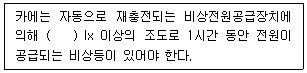 카에는 자동으로 재충전되는 비상전원공급장치에
의해 (   ) lx 이상의 조도로 1시간 동안 전원이
공급되는 비상등이 있어야 한다.